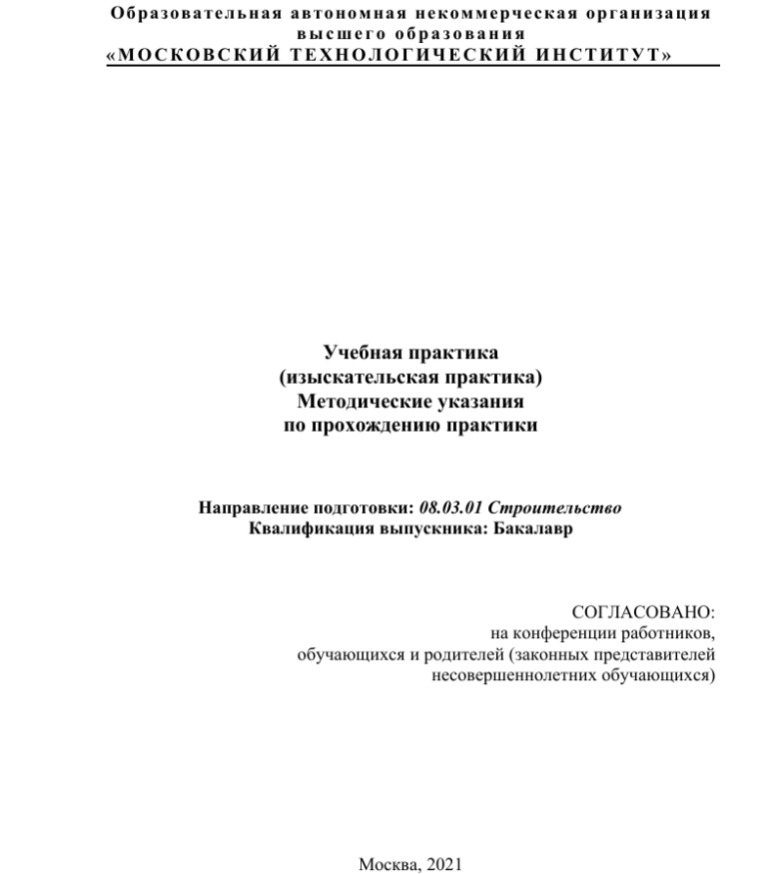 Образовательная автономная некоммерческая организация
высшего образования
«МОСКОВСКИЙ ТЕХНОЛОГИЧЕСКИЙ ИНСТИТУТ»
Учебная практика
(изыскательская практика)
Методические указания
по прохождению практики
Направление подготовки: 08.03.01 Строительство
Квалификация выпускника: Бакалавр
СОГЛАСОВАНО:
на конференции работников,
обучающихся и родителей (законных представителей
несовершеннолетних обучающихся)
Москва, 2021